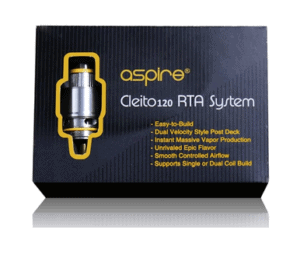 aspire®
Cleito120 RTA System
- Easy-to-Build
- Dual Velocity Style Post Deck
- Instant Massive Vapor Production
- Unrivaled Epic Flavor
- Smooth Controlled Airflow
- Supports Single or Dual Coil Build